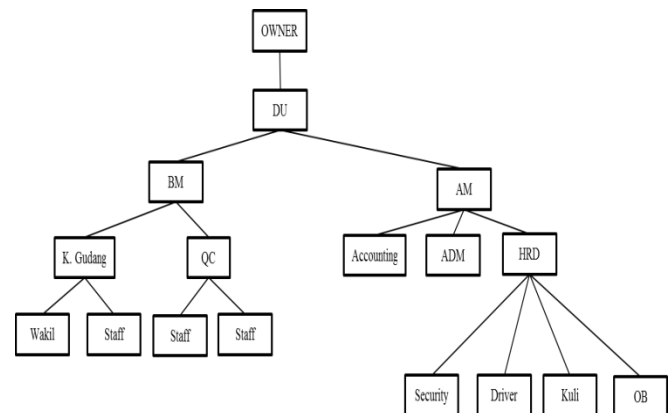 OWNER
DU
BM
AM
K. Gudang
QC
Accounting
ADM
HRD
Wakil
Staff
Staff
Staff
Security
Driver
Kuli
OB